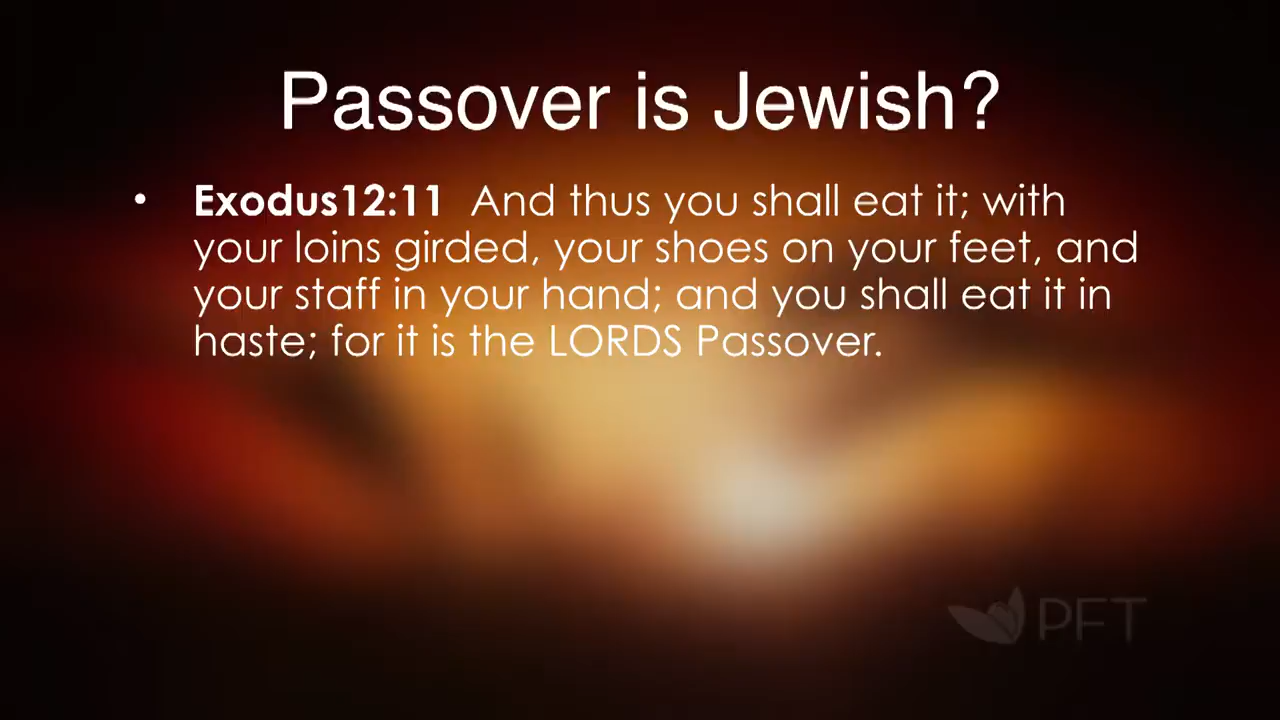 Passover is Jewish?
• Exodus12:11 And thus you shall eat it; with
your loins girded, your shoes on your feet, and
your staff in your hand; and you shall eat it in
haste; for it is the LORDS Passover.
PFT